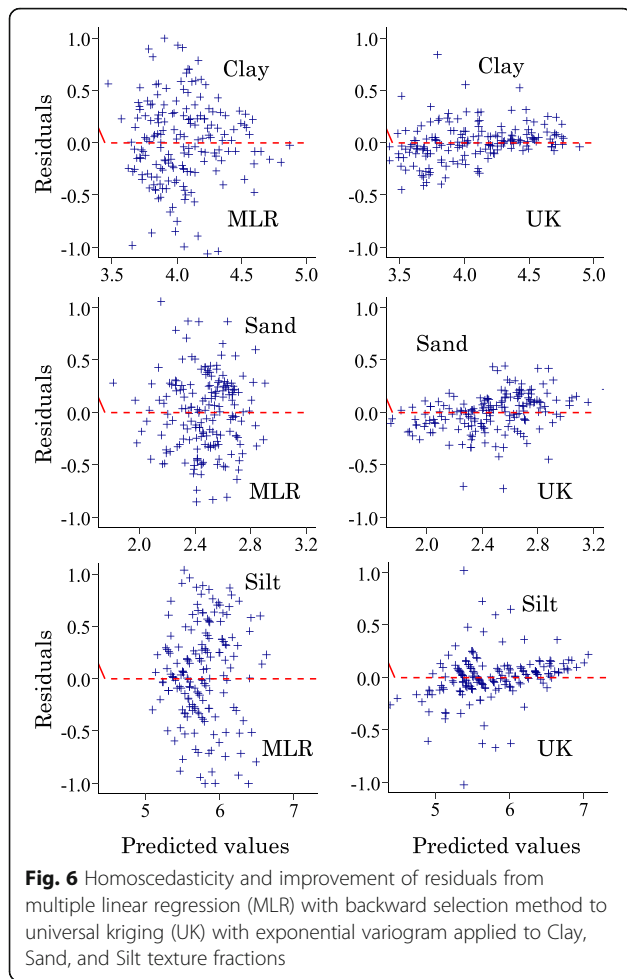 1.0
0.5
0.0
-0.5
-1.0
Residuals
Clay
MLR
3.5 4.0 4.5 5.0
1.0
0.5
0.0
-0.5
-1.0
Clay
UK
3.5 4.0 4.5 5.0
1.0
0.5
0.0
-0.5
-1.0
Residuals
Sand
MLR
2.0 2.4 2.8 3.2
1.0
0.5
0.0
-0.5
-1.0
Sand
UK
2.0 2.4 2.8 3.2
1.0
0.5
0.0
-0.5
-1.0
Residuals
Silt
MLR
5 6 7
Predicted values
1.0
0.5
0.0
-0.5
-1.0
Silt
UK
5 6 7
Predicted values
Fig. 6 Homoscedasticity and improvement of residuals from
multiple linear regression (MLR) with backward selection method to
universal kriging (UK) with exponential variogram applied to Clay,
Sand, and Silt texture fractions